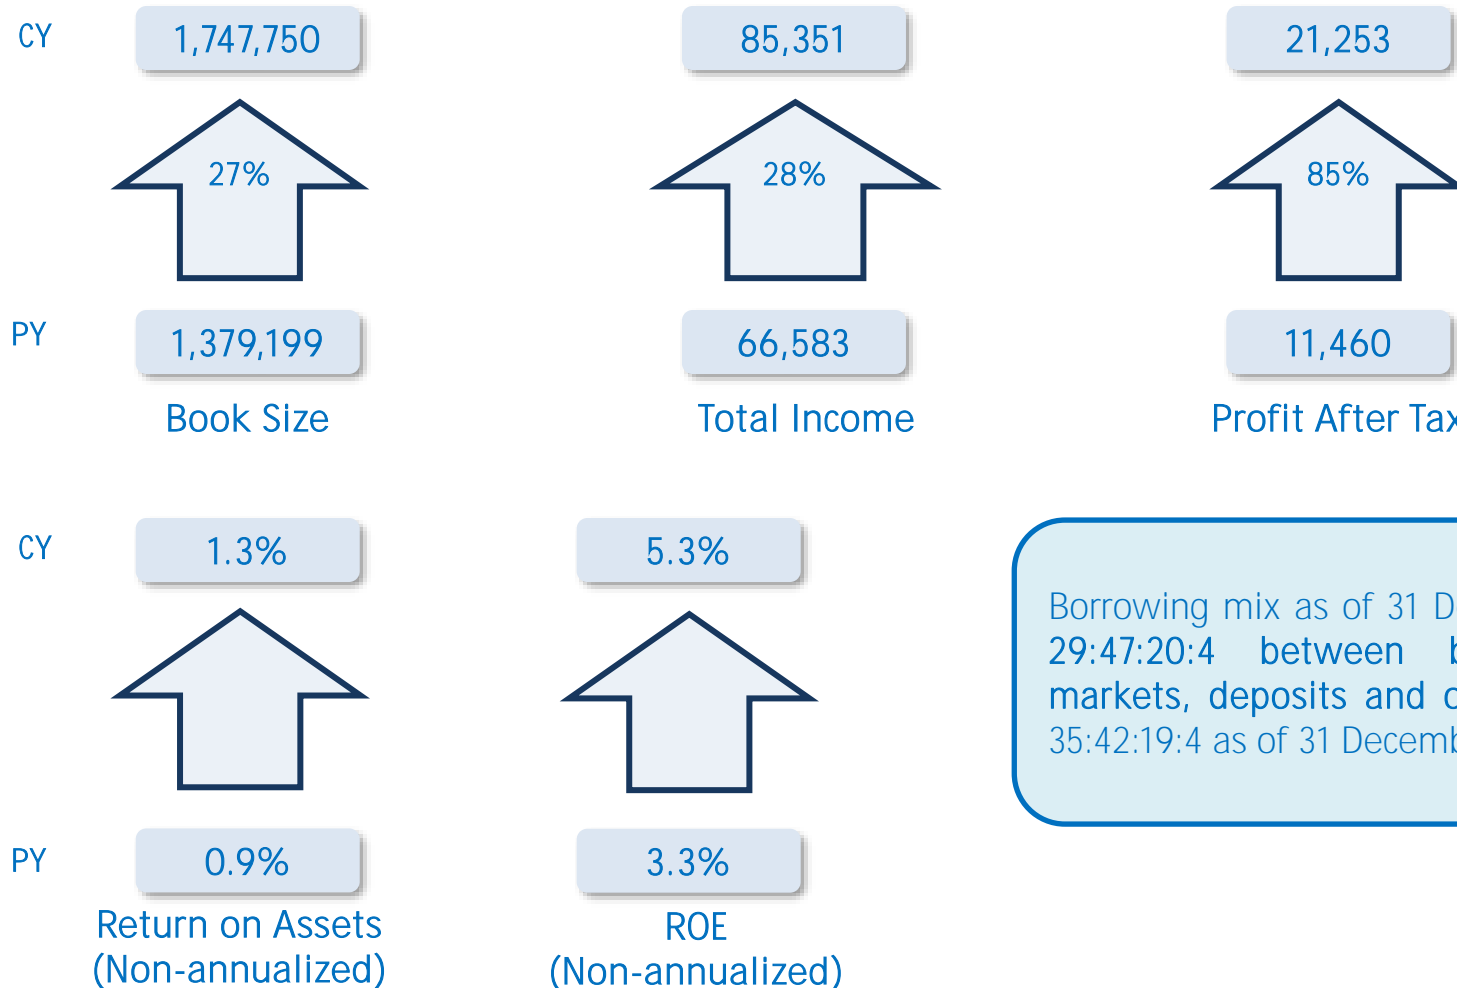 CY 1,747,750 85,351 21,253
27% 28% 85%
PY 1,379,199 66,583 11,460
Book Size Total Income Profit After Tax
CY 1.3% 5.3%
Borrowing mix as of 31
29:47:20:4 between
markets, deposits and
35:42:19:4 as of 31
PY 0.9% 3.3%
Return on Assets ROE
(Non-annualized) (Non-annualized)